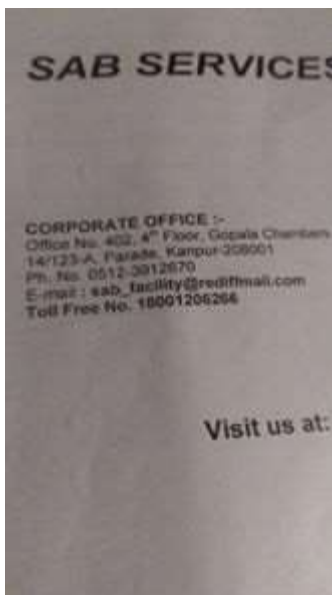 SAB SERVICES
CORPORATE OFFICE :-
Office No. 402, 4th Floor, Gopala Chambers
14/123-A, Parade, Kanpur-208001
Ph. No. 0512-3912670
E-mail : sab_facility@rediffmail.com
Toll Free No. 18001206266
Visit us at: